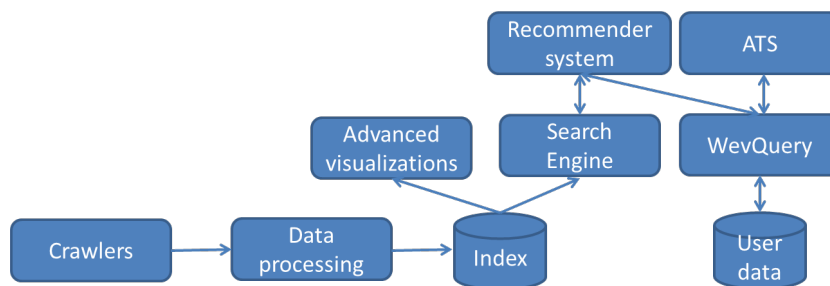 Recommender
system
ATS
Advanced
visualizations
Search
Engine
WevQuery
Crawlers
Data
processing
Index
User
data